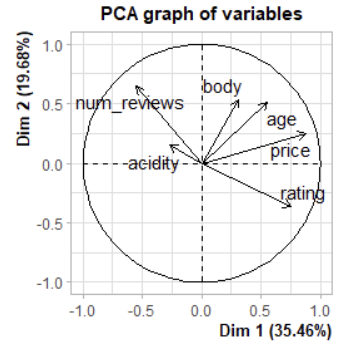 PCA graph of variables
Dim 2 (19.68%)
1.0
0.5
0.0
-0.5
-1.0
num_reviews
body
age
price
acidity
rating
-1.0 -0.5 0.0 0.5 1.0
Dim 1 (35.46%)